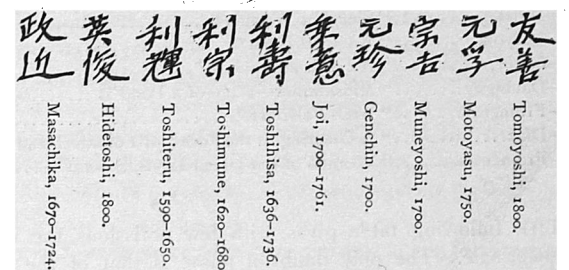 友善 Tomoyoshi, 1800.
元孚 Motoyasu, 1750.
宗吉 Muneyoshi, 1700.
元珍 Genchin, 1700.
乗意 Joi, 1700–1761.
利壽 Toshihisa, 1636–1736.
利宗 Toshimune, 1620–1680
利輝 Toshiteru, 1590–1650.
英俊 Hidetoshi, 1800.
政近 Masachika, 1670–1724.